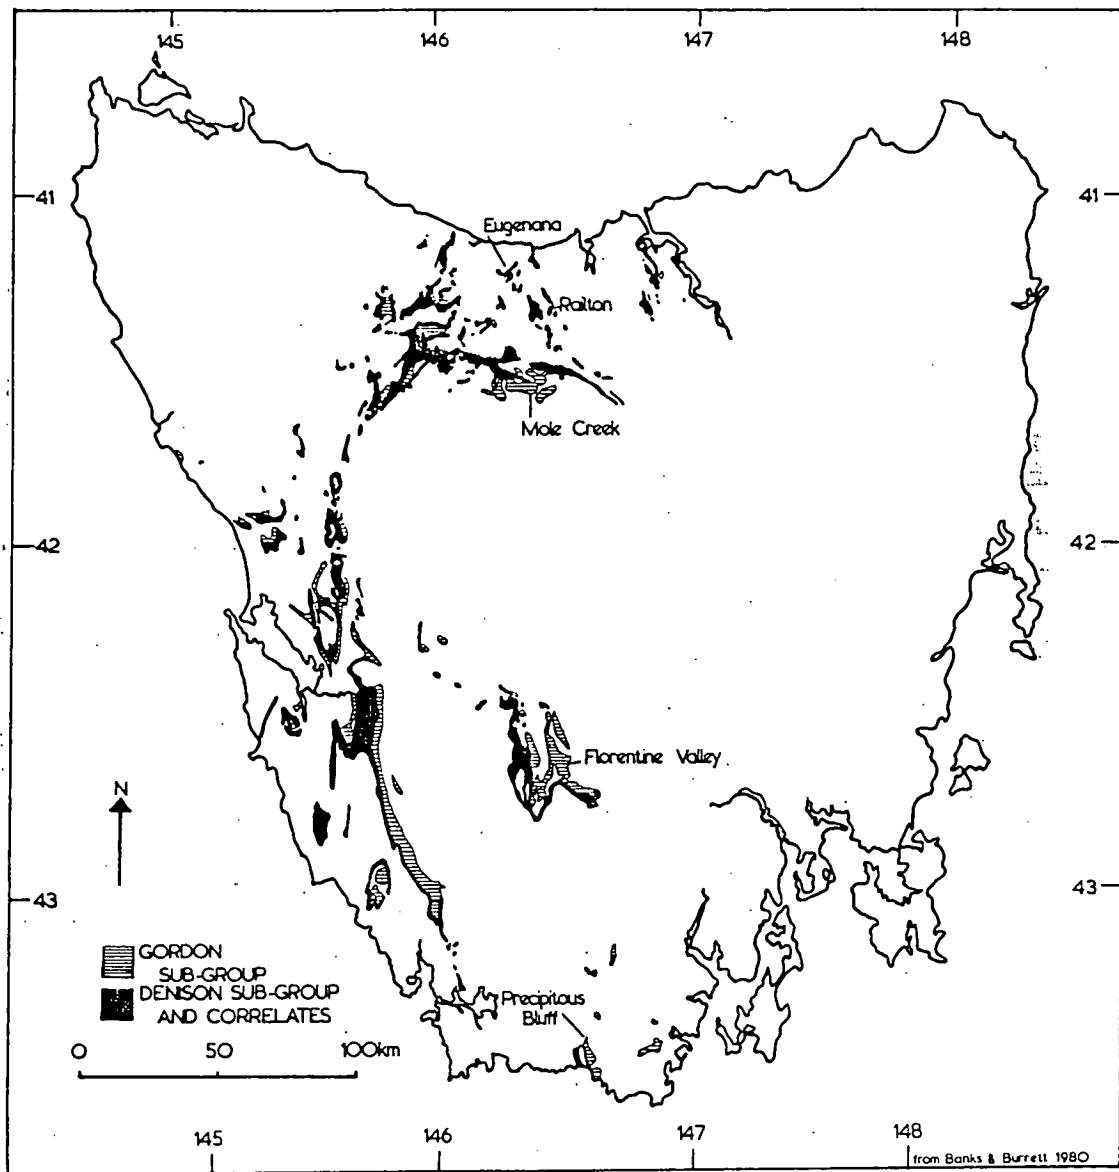 145 146 147 148
41 41
Eugenana
Railton
Mole Creek
42 42
Florentine Valley
N
43 43
GORDON
SUB-GROUP
DENISON SUB-GROUP
AND CORRELATES
Precipitous
Bluff
0 50 100km
145 146 147 148
from Banks & Burrett 1980